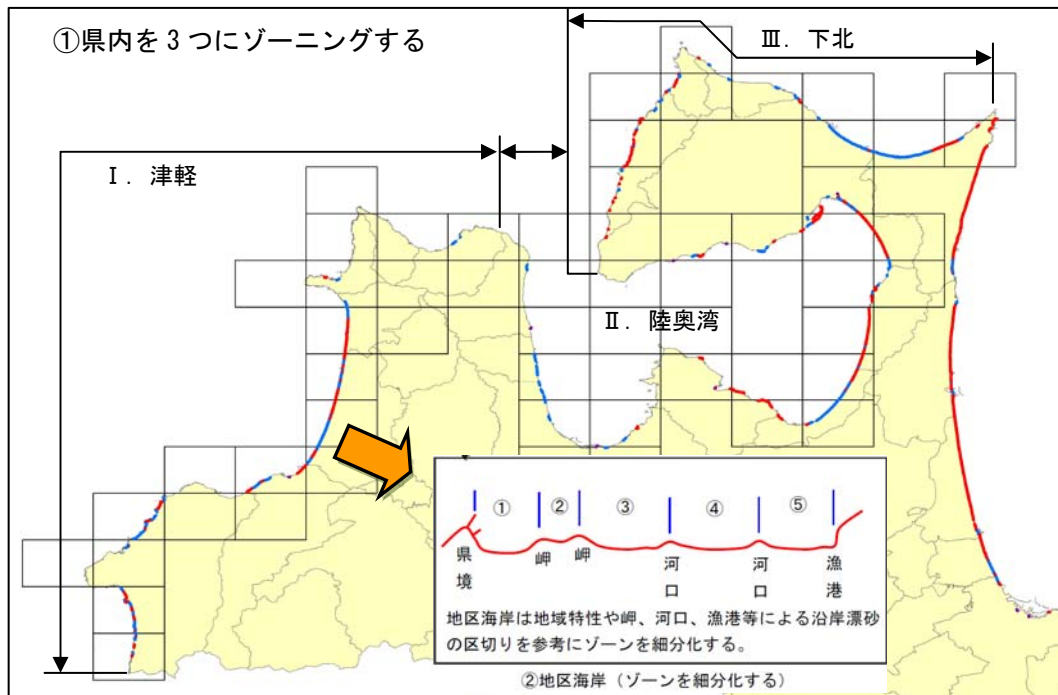 ①県内を3つにゾーニングする
Ⅲ．下北
Ⅰ．津軽
Ⅱ．陸奥湾
① ② ③ ④ ⑤
県境 岬 岬 河口 河口 漁港
地区海岸は地域特性や岬、河口、漁港等による沿岸漂砂
の区切りを参考にゾーンを細分化する。
②地区海岸（ゾーンを細分化する）